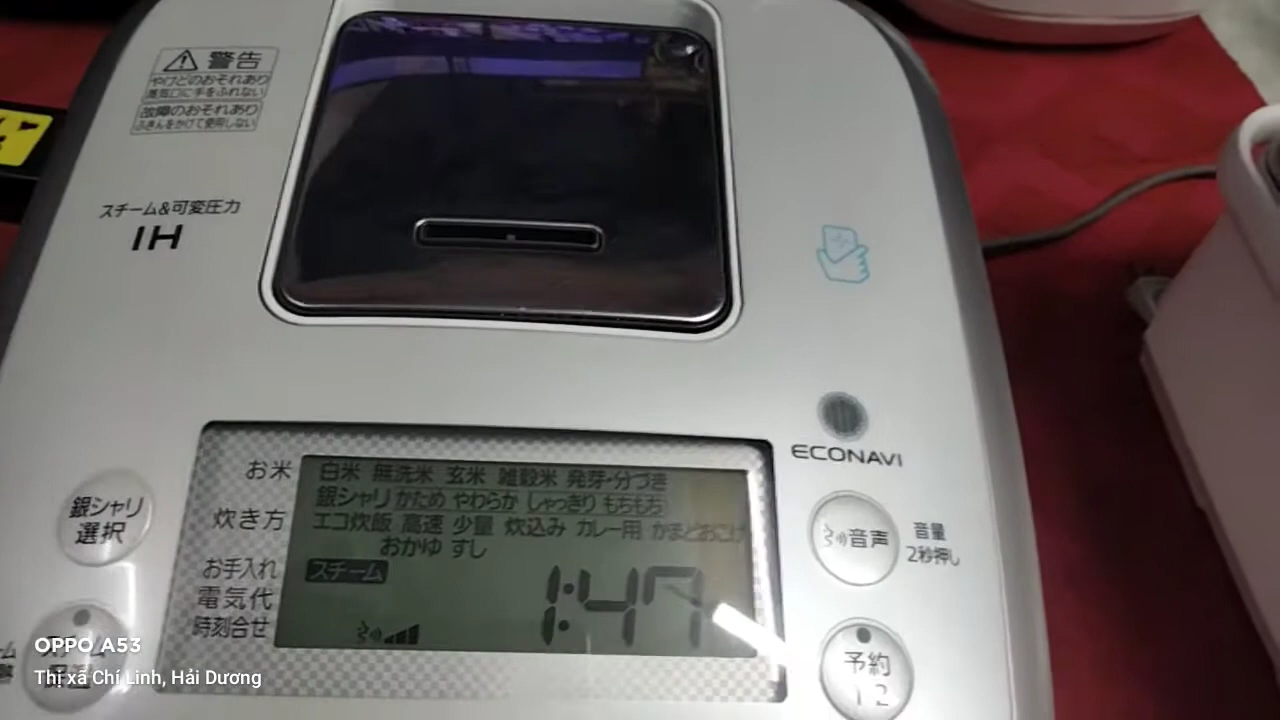 警告
やけどのおそれあり
蒸気口に手をふれない
故障のおそれあり
ふきんをかけて使用しない
スチーム&可変圧力
IH
ECONAVI
銀シャリ
選択
お米
白米 無洗米 玄米 雑穀米 発芽・分づき
銀シャリ かため やわらか しゃっきり もちもち
炊き方
エコ炊飯 高速 少量 炊込み カレー用 かまどおこげ
おかゆ すし
お手入れ
スチーム
電気代
時刻合せ
1:47
音声
音量
2秒押し
予約
1 2
OPPO A53
Thị xã Chí Linh, Hải Dương